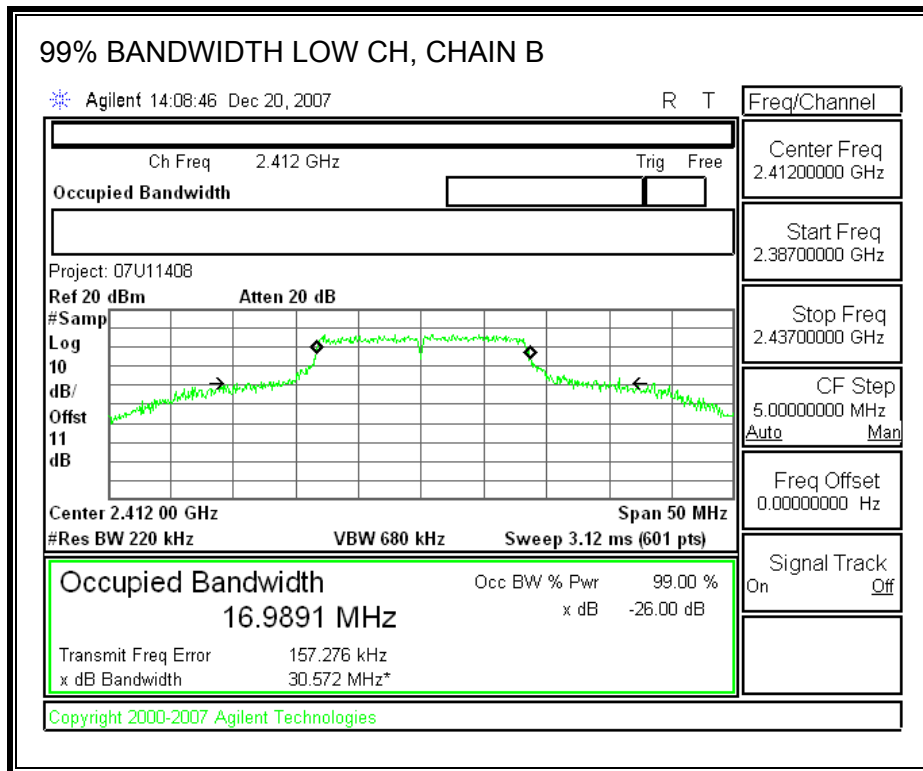 99% BANDWIDTH LOW CH, CHAIN B
Agilent 14:08:46 Dec 20, 2007 R T
Freq/Channel
Ch Freq 2.412 GHz Trig Free
Occupied Bandwidth
Center Freq
2.41200000 GHz
Start Freq
2.38700000 GHz
Stop Freq
2.43700000 GHz
CF Step
5.00000000 MHz
Auto Man
Freq Offset
0.00000000 Hz
Signal Track
On Off
Project: 07U11408
Ref 20 dBm Atten 20 dB
#Samp
Log
10
dB/
Offst
11
dB
Center 2.412 00 GHz Span 50 MHz
#Res BW 220 kHz VBW 680 kHz Sweep 3.12 ms (601 pts)
Occupied Bandwidth
16.9891 MHz
Occ BW % Pwr 99.00 %
x dB -26.00 dB
Transmit Freq Error 157.276 kHz
x dB Bandwidth 30.572 MHz*
Copyright 2000-2007 Agilent Technologies